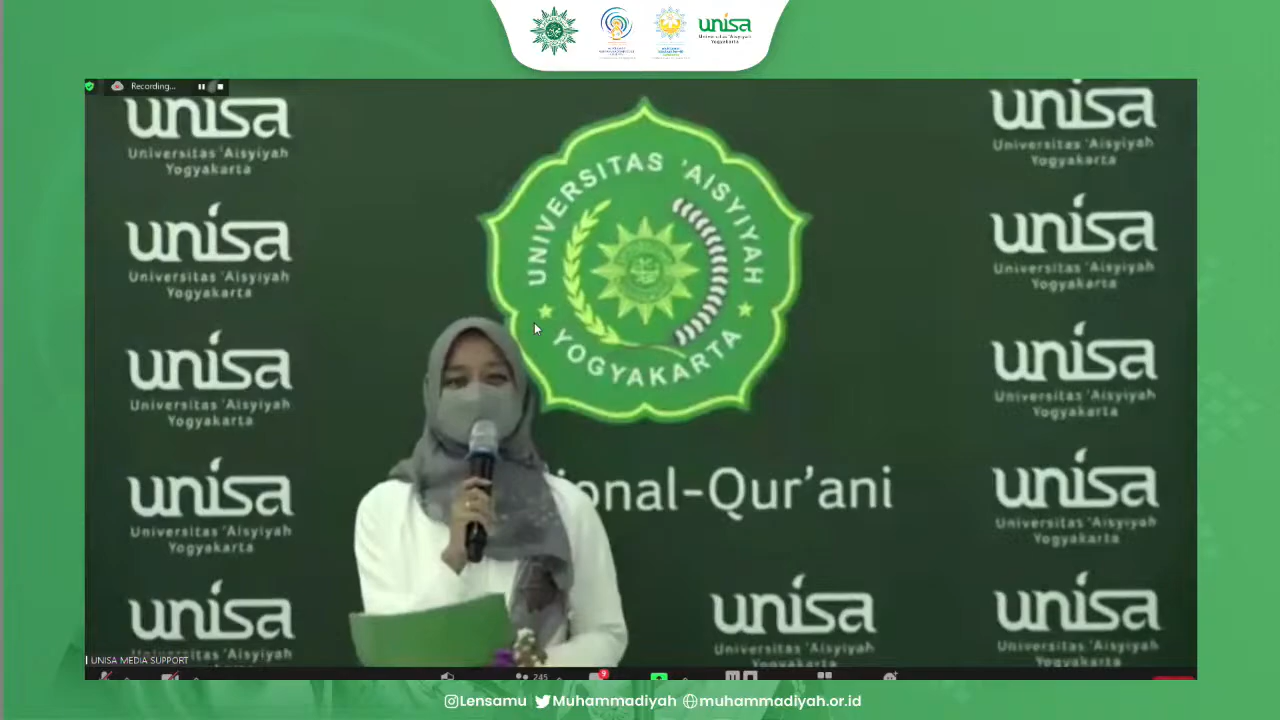 unisa
Universitas 'Aisyiyah
Yogyakarta
Recording...
unisa
Universitas 'Aisyiyah
Yogyakarta
unisa
Universitas 'Aisyiyah
Yogyakarta
UNIVERSITAS 'AISYIYAH
YOGYAKARTA
unisa
Universitas 'Aisyiyah
Yogyakarta
unisa
Universitas 'Aisyiyah
Yogyakarta
unisa
Universitas 'Aisyiyah
Yogyakarta
unisa
Universitas 'Aisyiyah
Yogyakarta
onal-Qur'ani
unisa
Universitas 'Aisyiyah
Yogyakarta
unisa
Universitas 'Aisyiyah
Yogyakarta
unisa
Universitas 'Aisyiyah
unisa
Universitas 'Aisyiyah
Yogyakarta
unisa
Universitas 'Aisyiyah
Yogyakarta
UNISA MEDIA SUPPORT
245
9
Lensamu Muhammadiyah muhammadiyah.or.id